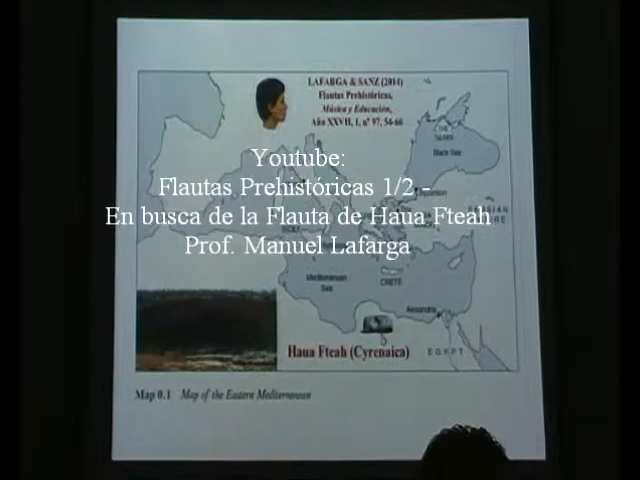 LAFARGA & SANZ (2014)
Flautas Prehistóricas,
Música y Educación,
Año XXVII, 1, nº 97, 54-66
Youtube:
Flautas Prehistóricas 1/2 -
En busca de la Flauta de Haua Fteah
Prof. Manuel Lafarga
Black Sea
SICILY
Mediterranean
Sea
CRETE
Alexandria
EGYPT
Haua Fteah (Cyrenaica)
Map 0.1 Map of the Eastern Mediterranean